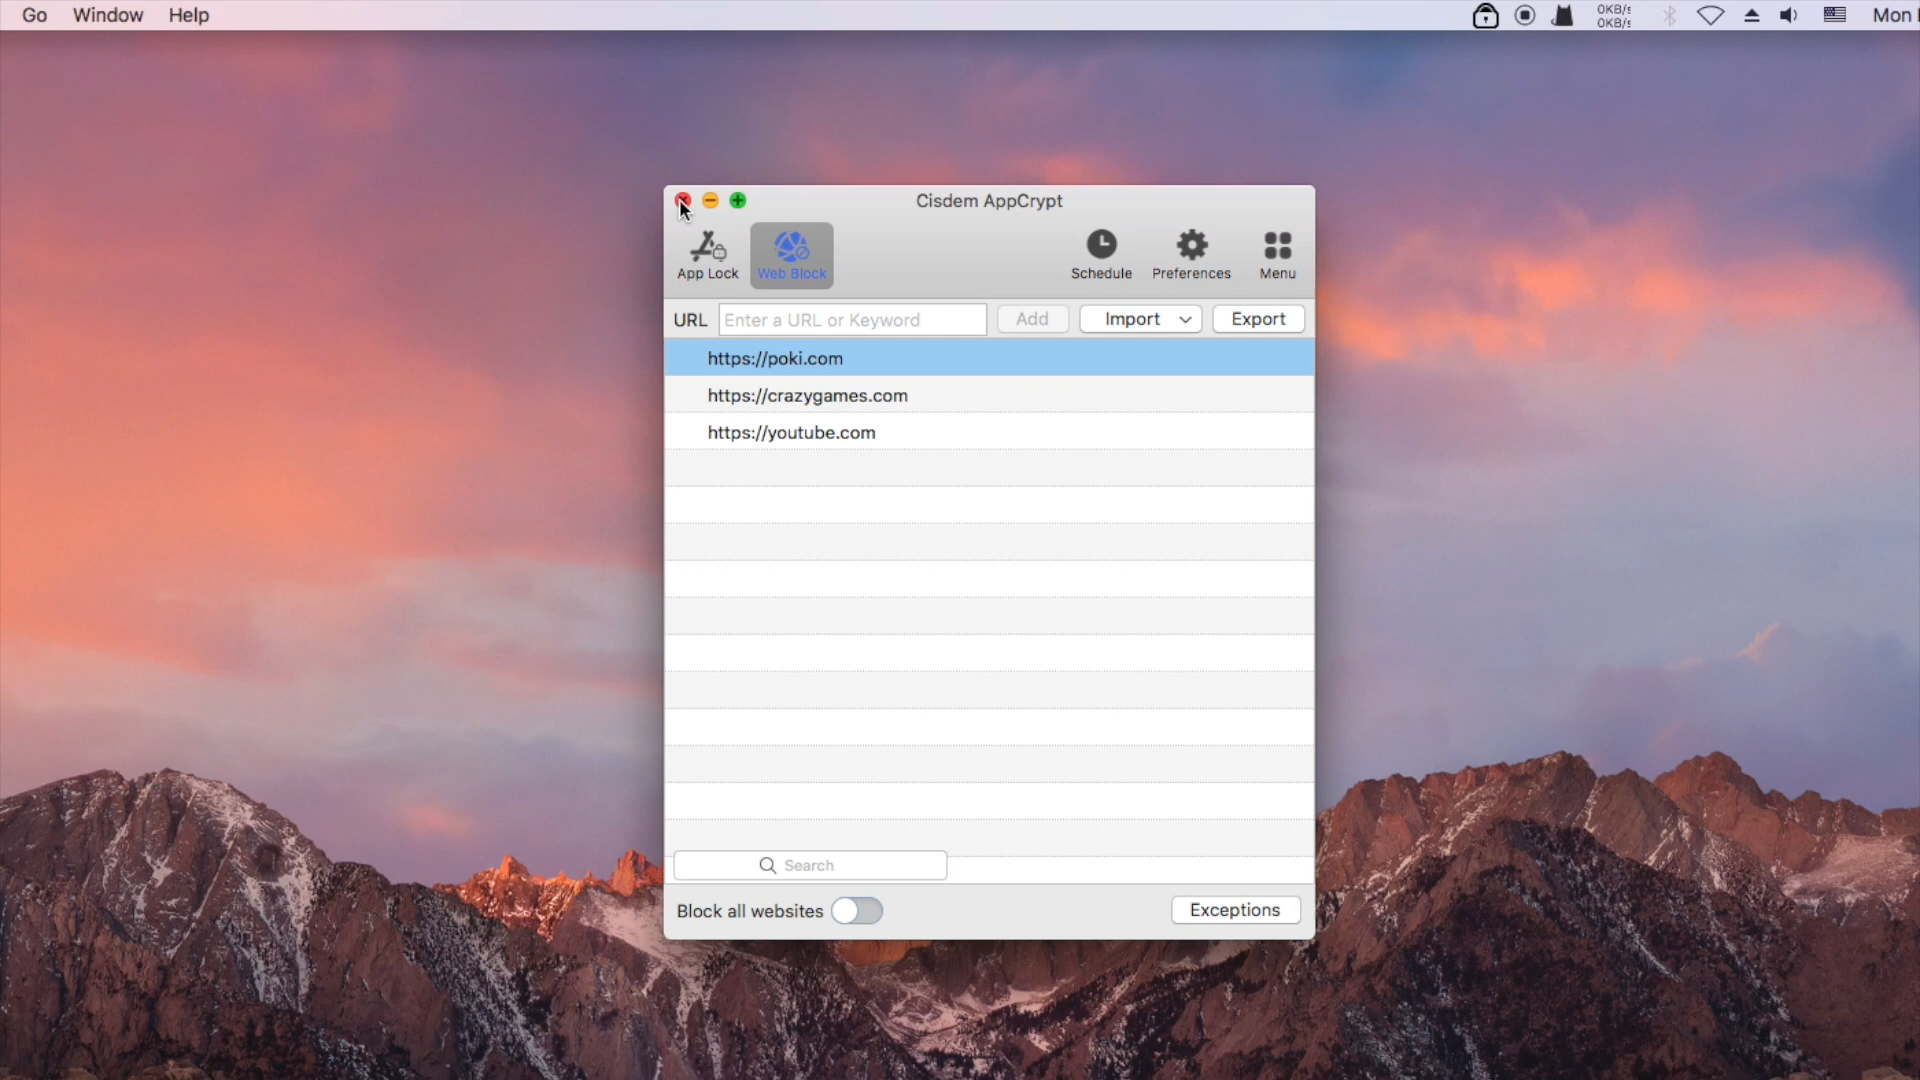 Go Window Help 0KB/s Mon
0KB/s
Cisdem AppCrypt
App Lock Web Block Schedule Preferences Menu
URL Enter a URL or Keyword Add Import Export
https://poki.com
https://crazygames.com
https://youtube.com
Search
Block all websites Exceptions